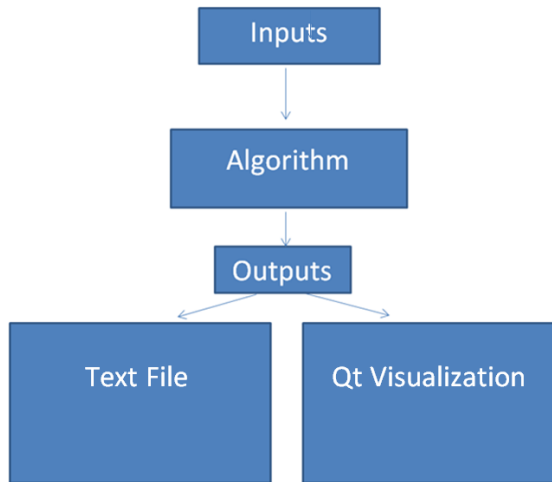 Inputs
Algorithm
Outputs
Text File
Qt Visualization